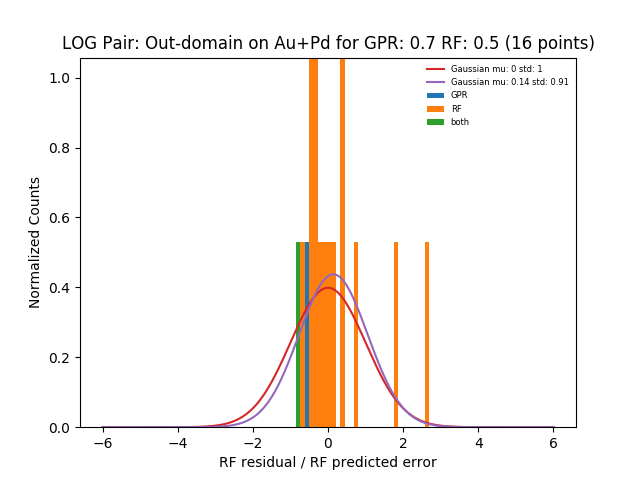 LOG Pair: Out-domain on Au+Pd for GPR: 0.7 RF: 0.5 (16 points)
Gaussian mu: 0 std: 1
Gaussian mu: 0.14 std: 0.91
GPR
RF
both
1.0
0.8
0.6
0.4
0.2
0.0
Normalized Counts
−6 −4 −2 0 2 4 6
RF residual / RF predicted error